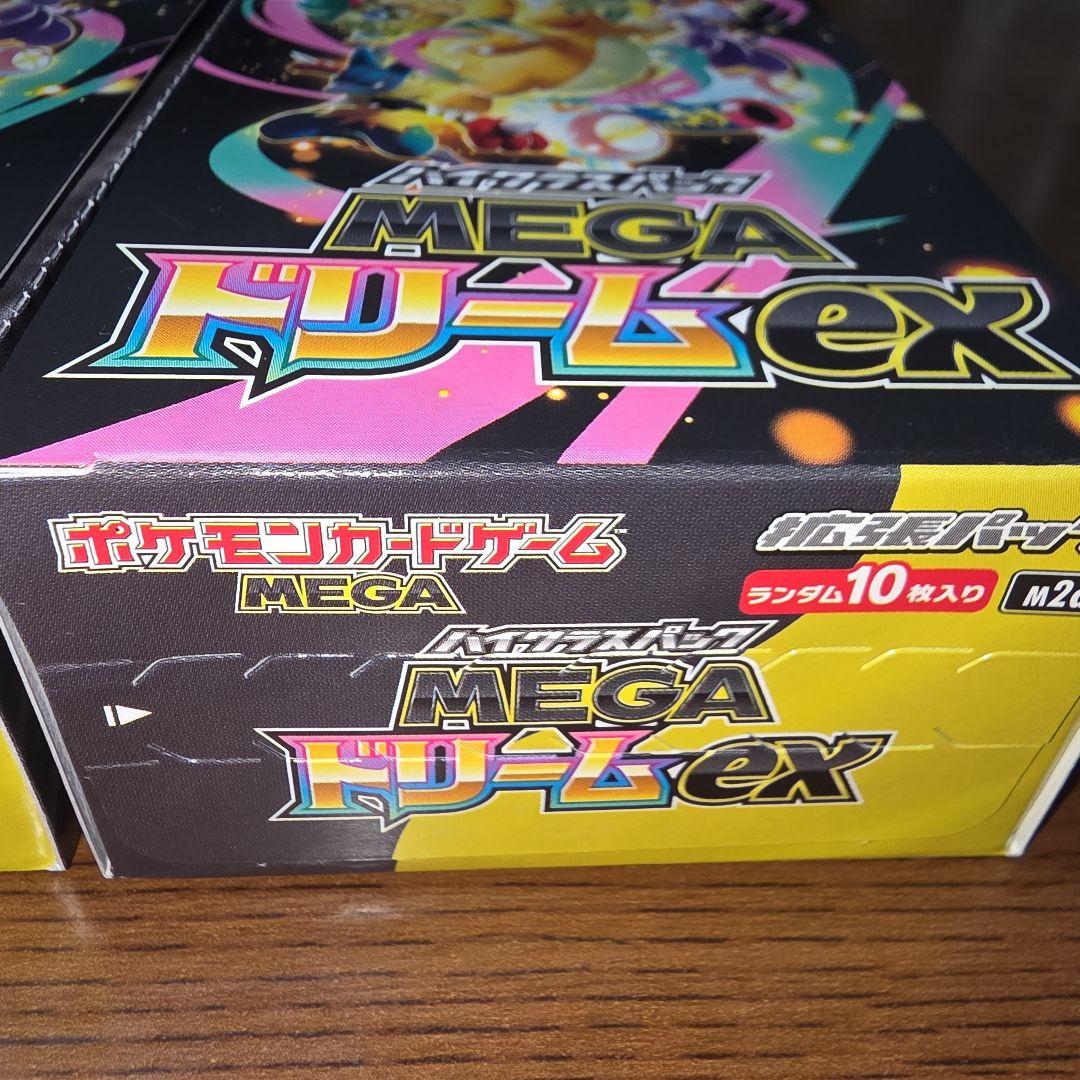 ハイクラスパック
MEGA
ドリームex
ポケモンカードゲーム
MEGA
拡張パック
ランダム10枚入り
M2a
ハイクラスパック
MEGA
ドリームex